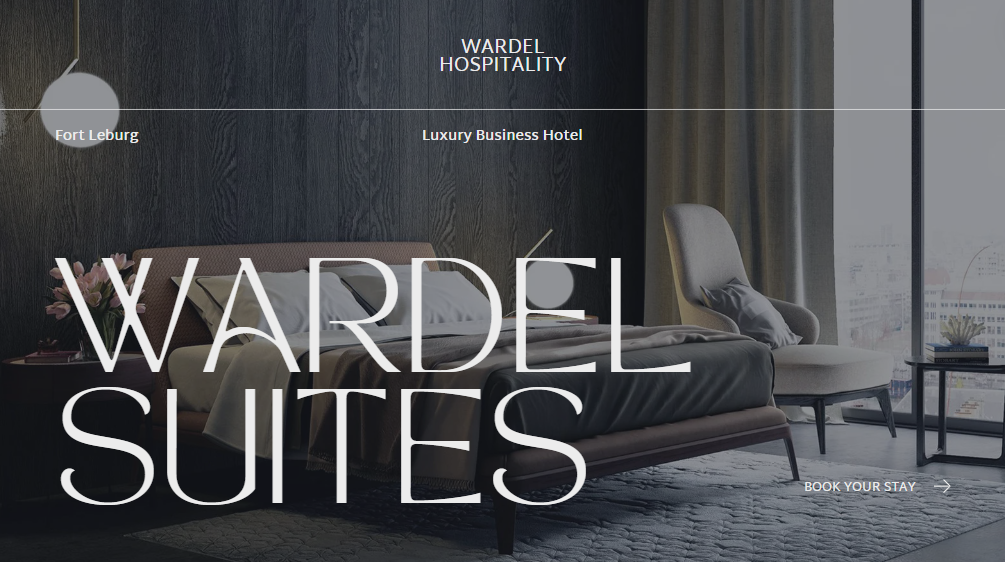 WARDEL
HOSPITALITY
Fort Leburg
Luxury Business Hotel
WARDEL
SUITES
BOOK YOUR STAY